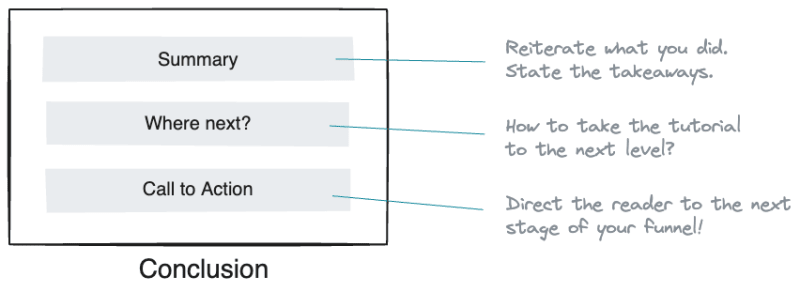 Summary
Reiterate what you did.
State the takeaways.
Where next?
How to take the tutorial
to the next level?
Call to Action
Direct the reader to the next
stage of your funnel!
Conclusion